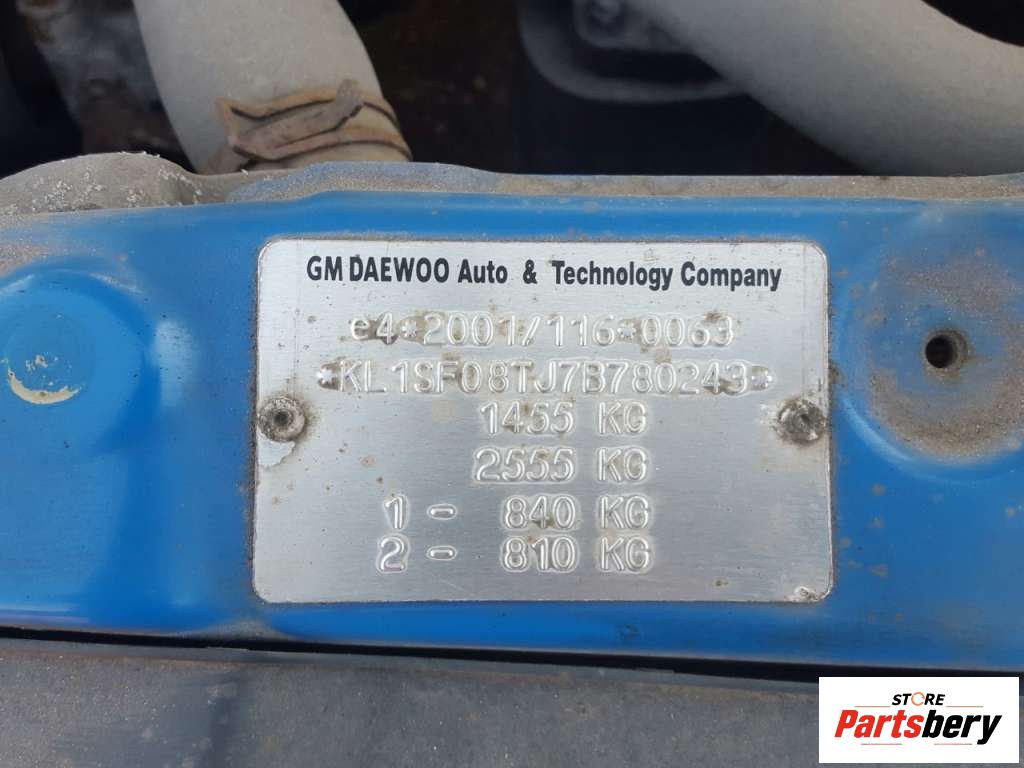 GM DAEWOO Auto & Technology Company
e4*2001/116*0063
*KL1SF08TJ7B780243*
1455 KG
2555 KG
1 - 840 KG
2 - 810 KG
STORE
Partsbery